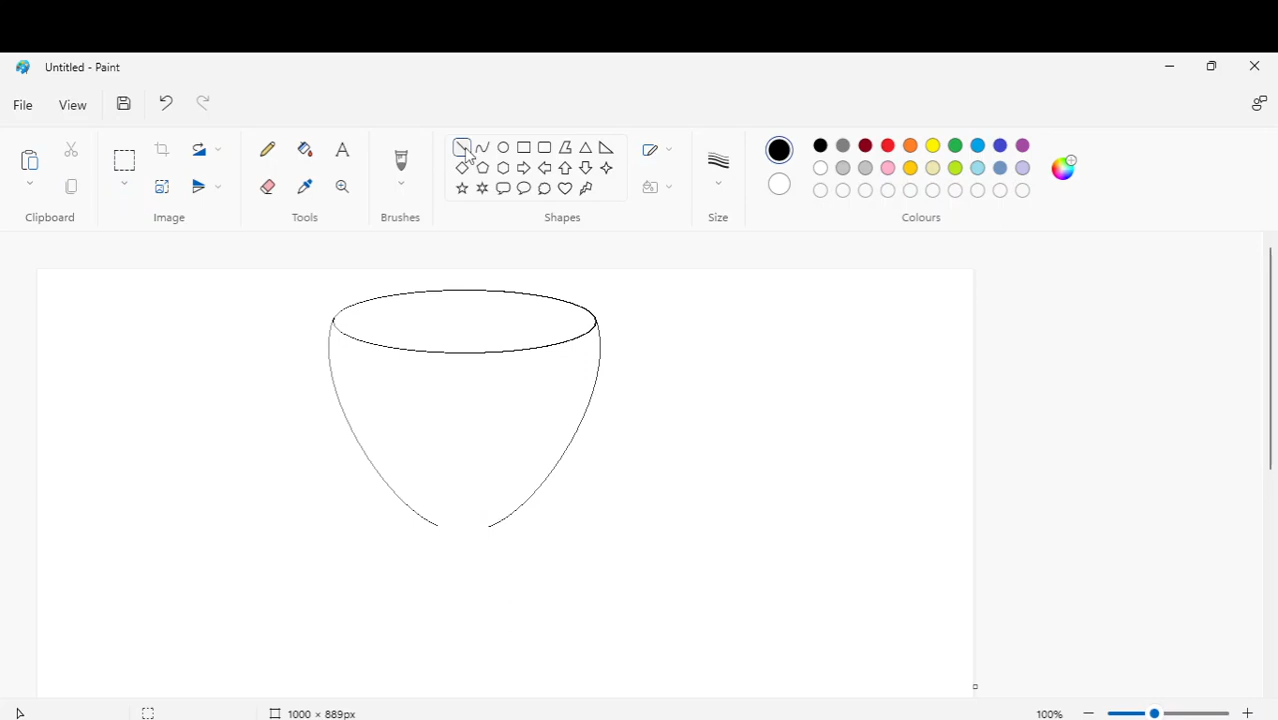 Untitled - Paint
File View
Clipboard Image Tools Brushes Shapes Size Colours
1000 × 889px 100%